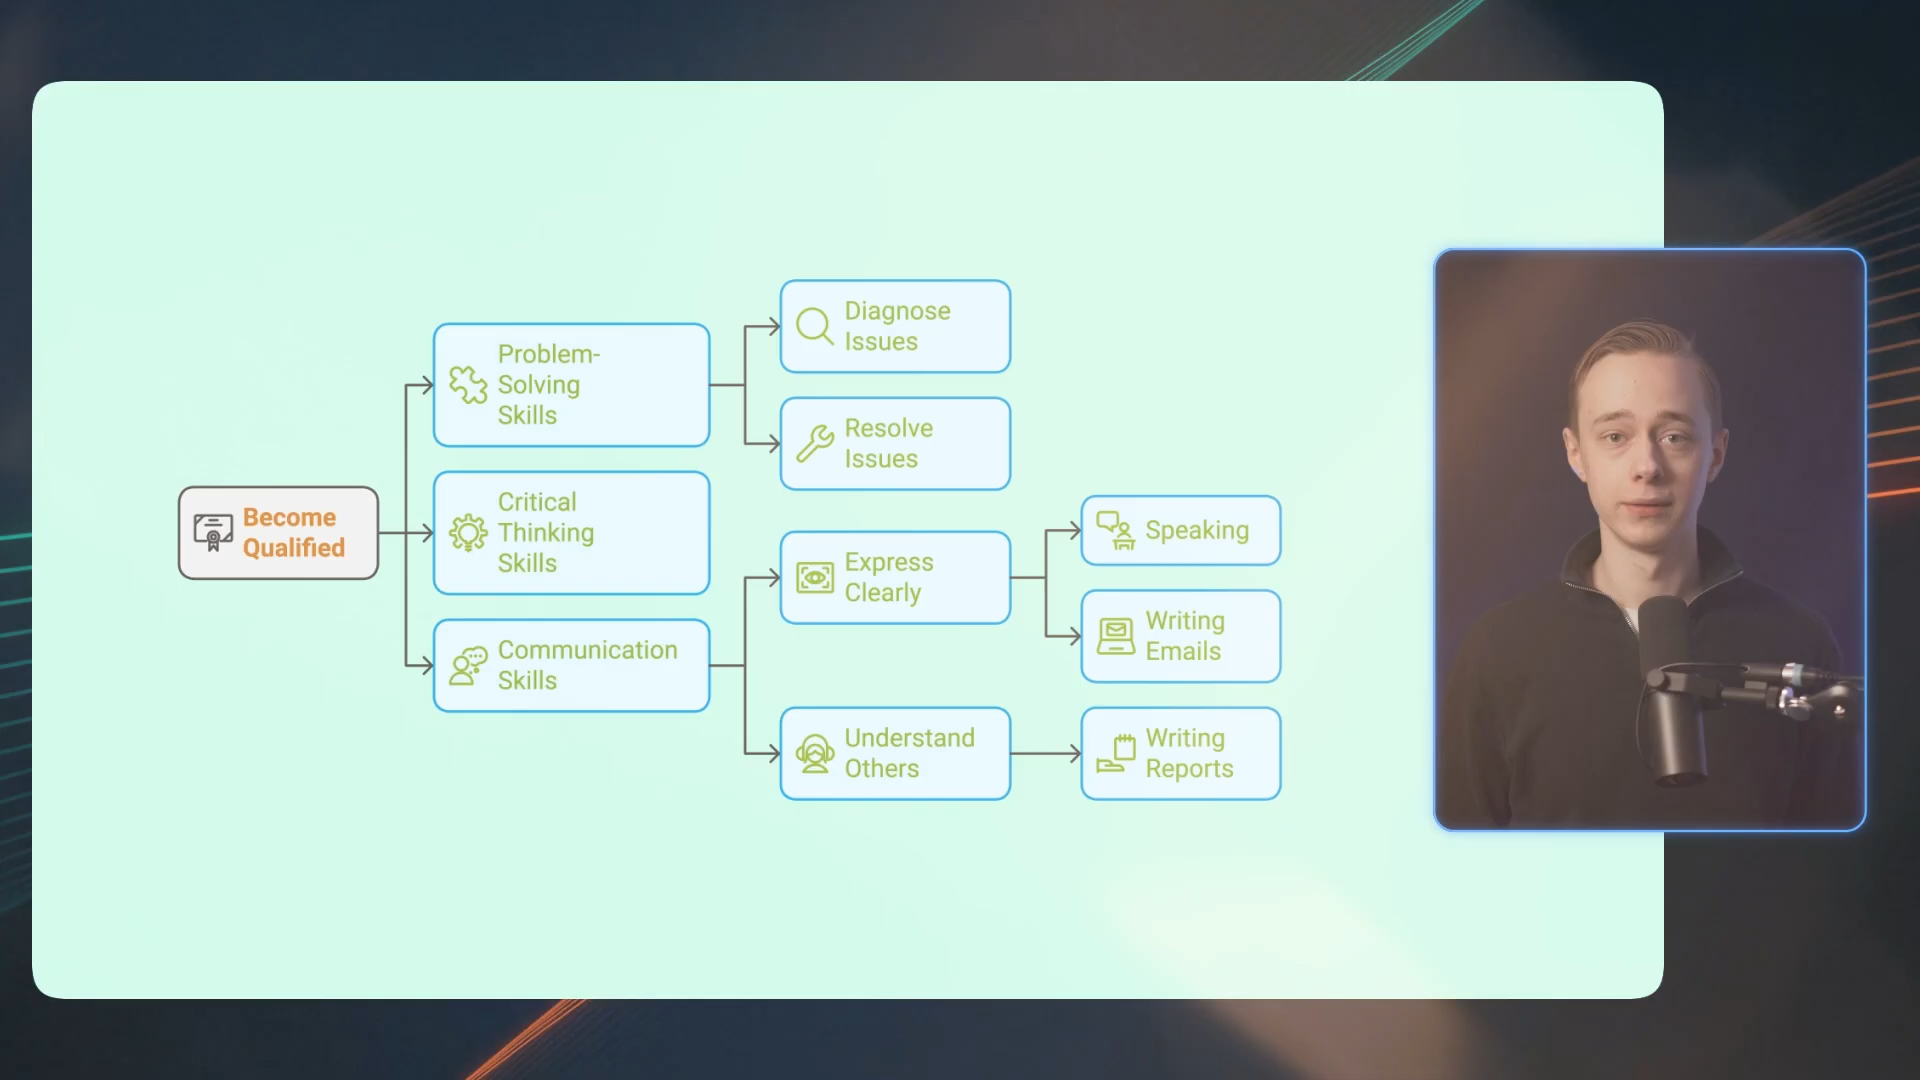 Become
Qualified
Problem-
Solving
Skills
Critical
Thinking
Skills
Communication
Skills
Diagnose
Issues
Resolve
Issues
Express
Clearly
Understand
Others
Speaking
Writing
Emails
Writing
Reports